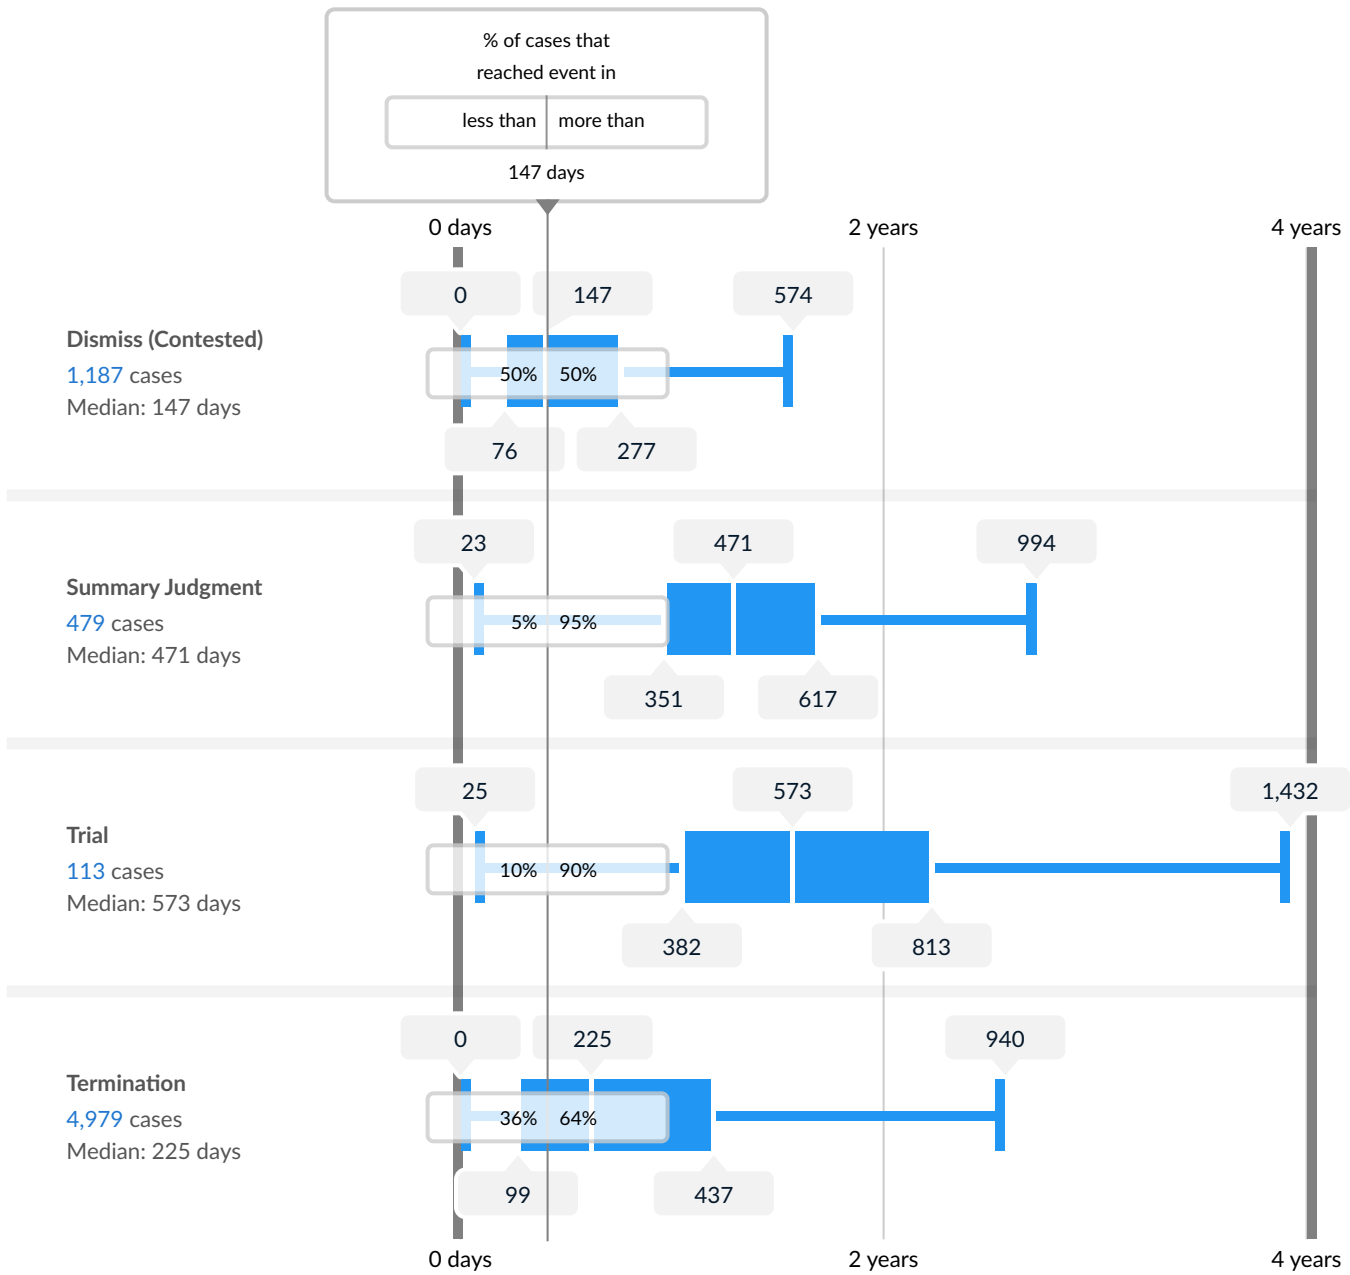 % of cases that
reached event in
less than more than
147 days
0 days 2 years 4 years
0 147 574
Dismiss (Contested)
1,187 cases
50% 50%
Median: 147 days
76 277
23 471 994
Summary Judgment
479 cases
5% 95%
Median: 471 days
351 617
25 573 1,432
Trial
113 cases
10% 90%
Median: 573 days
382 813
0 225 940
Termination
4,979 cases
36% 64%
Median: 225 days
99 437
0 days 2 years 4 years